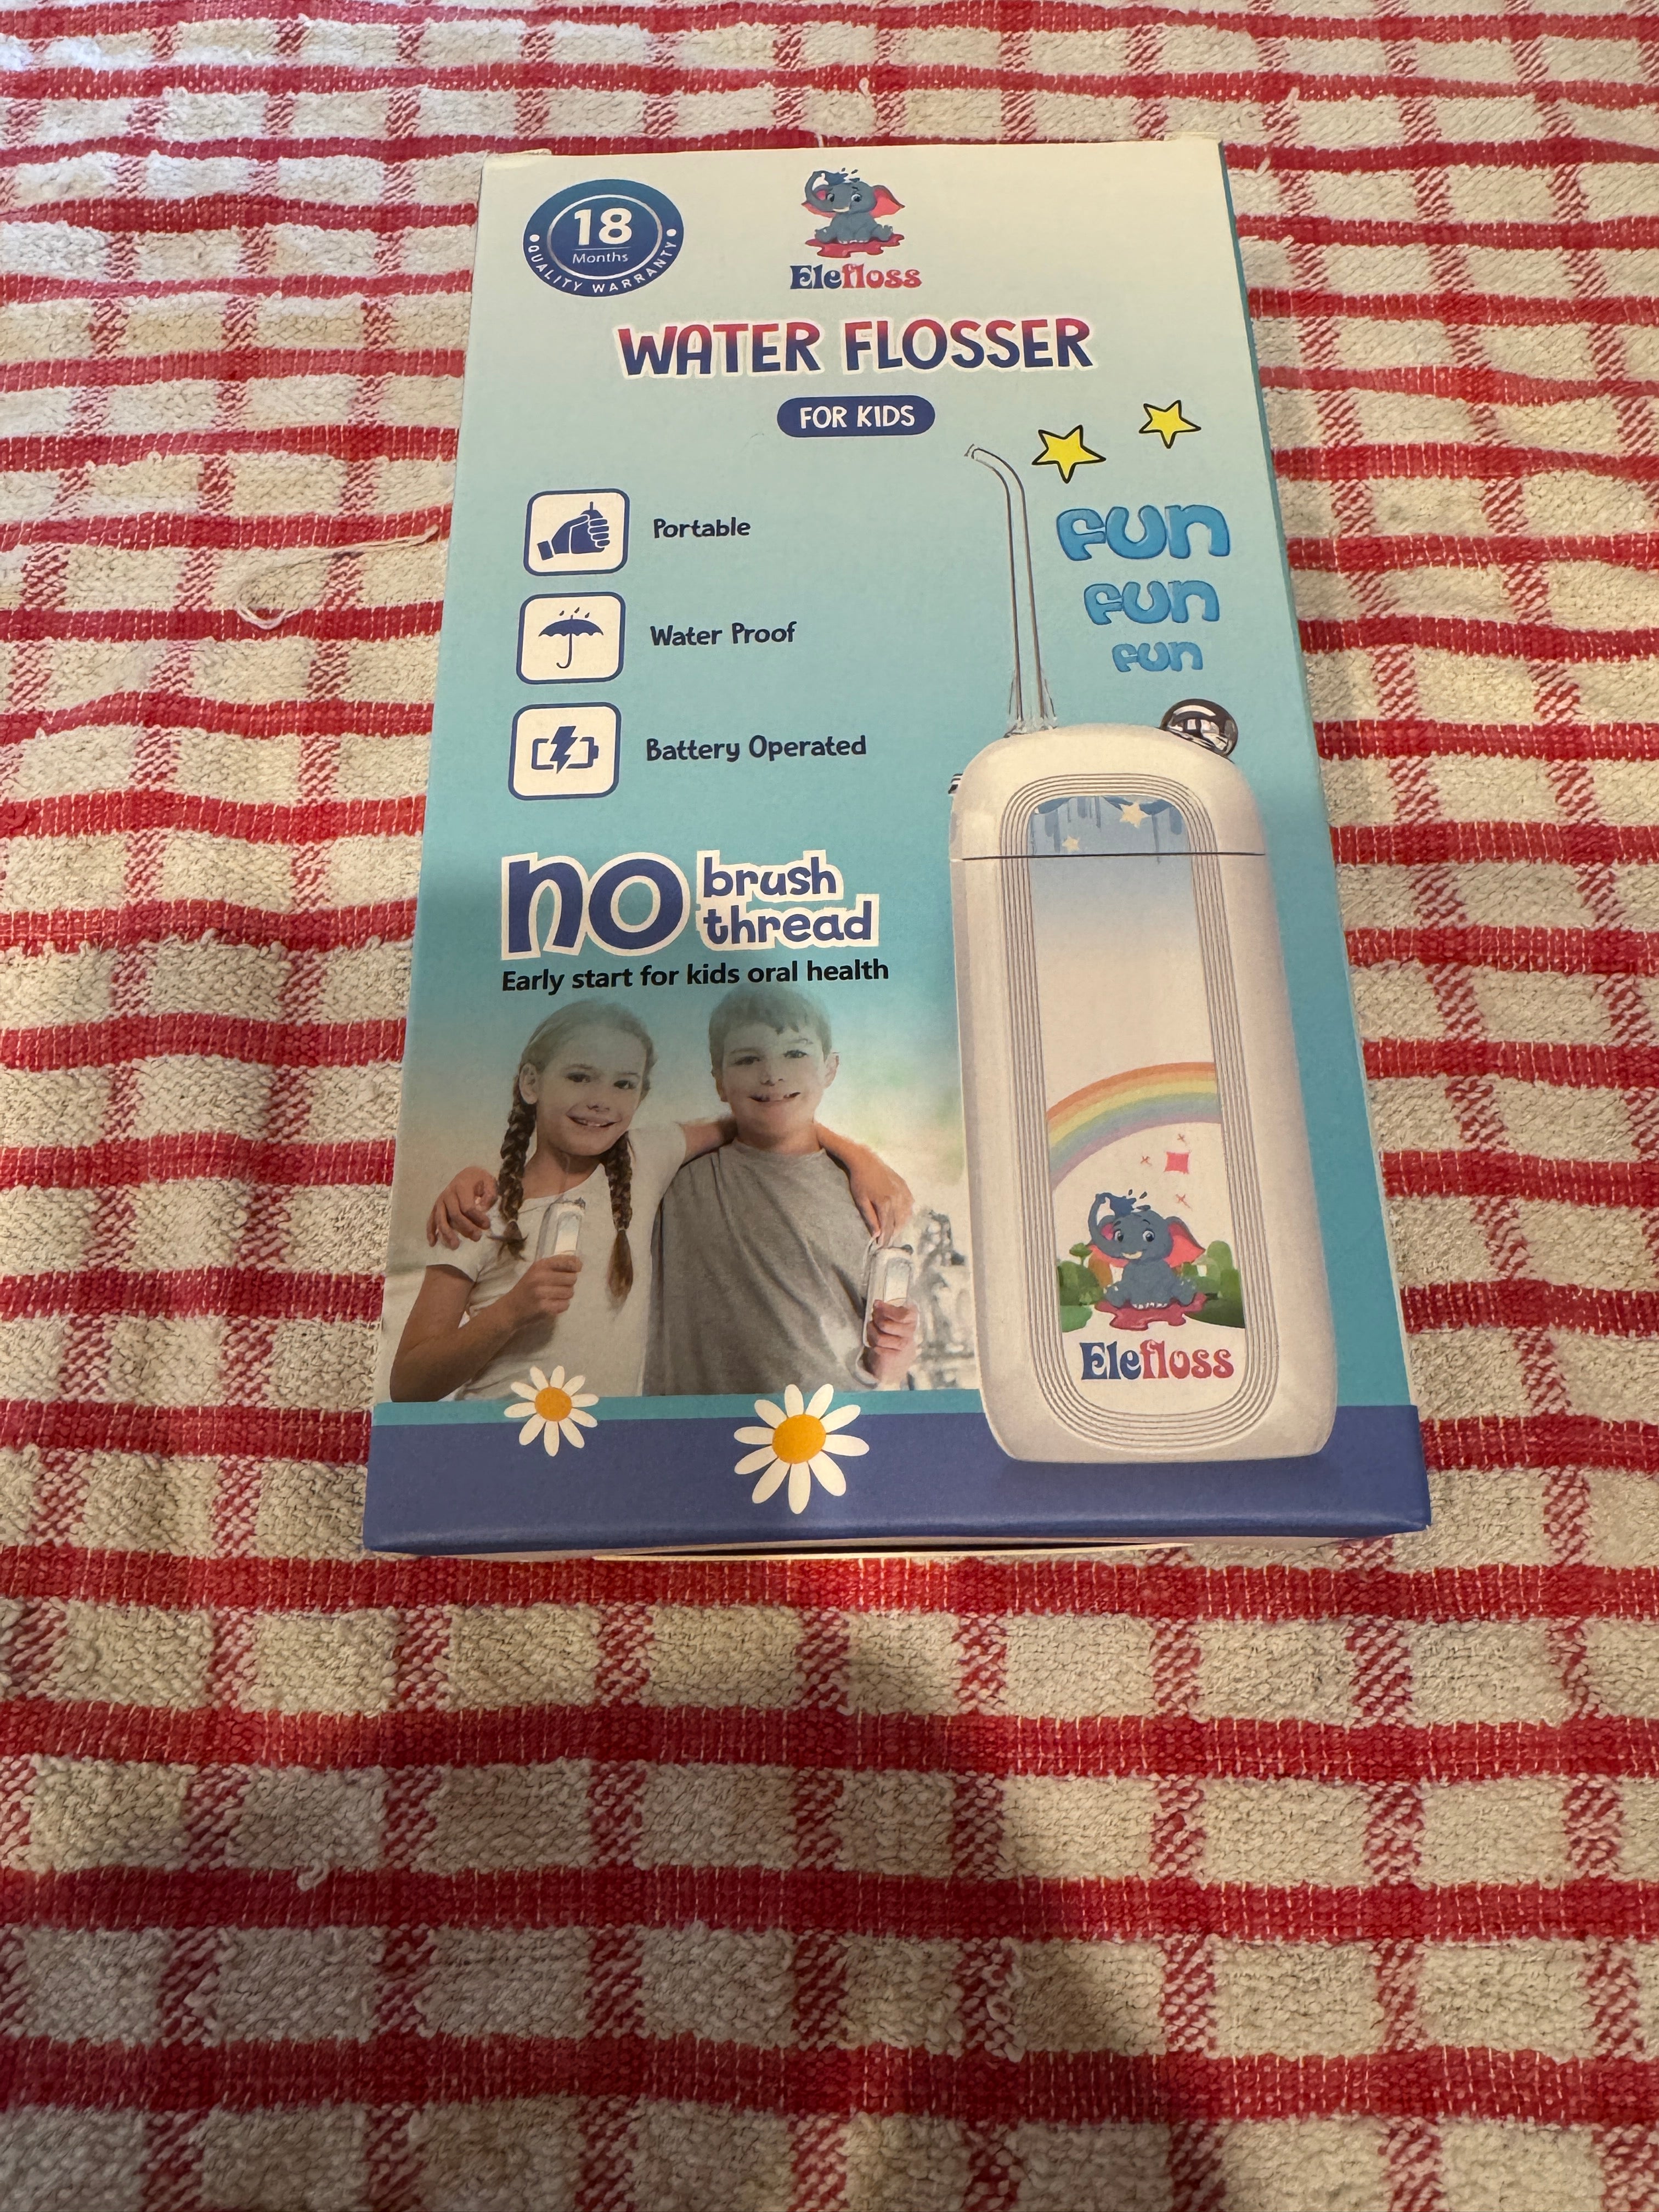 18
Months
QUALITY WARRANTY
Elefloss
WATER FLOSSER
FOR KIDS
Portable
Water Proof
Battery Operated
fun
fun
fun
no brush
thread
Early start for kids oral health
Elefloss